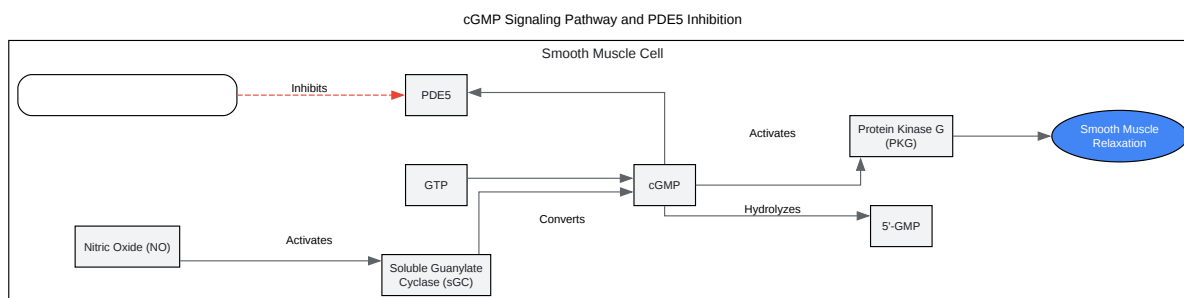 cGMP Signaling Pathway and PDE5 Inhibition
Smooth Muscle Cell
Inhibits
PDE5
Activates
Protein Kinase G
(PKG)
Smooth Muscle
Relaxation
GTP
cGMP
Converts
Hydrolyzes
5'-GMP
Nitric Oxide (NO)
Activates
Soluble Guanylate
Cyclase (sGC)